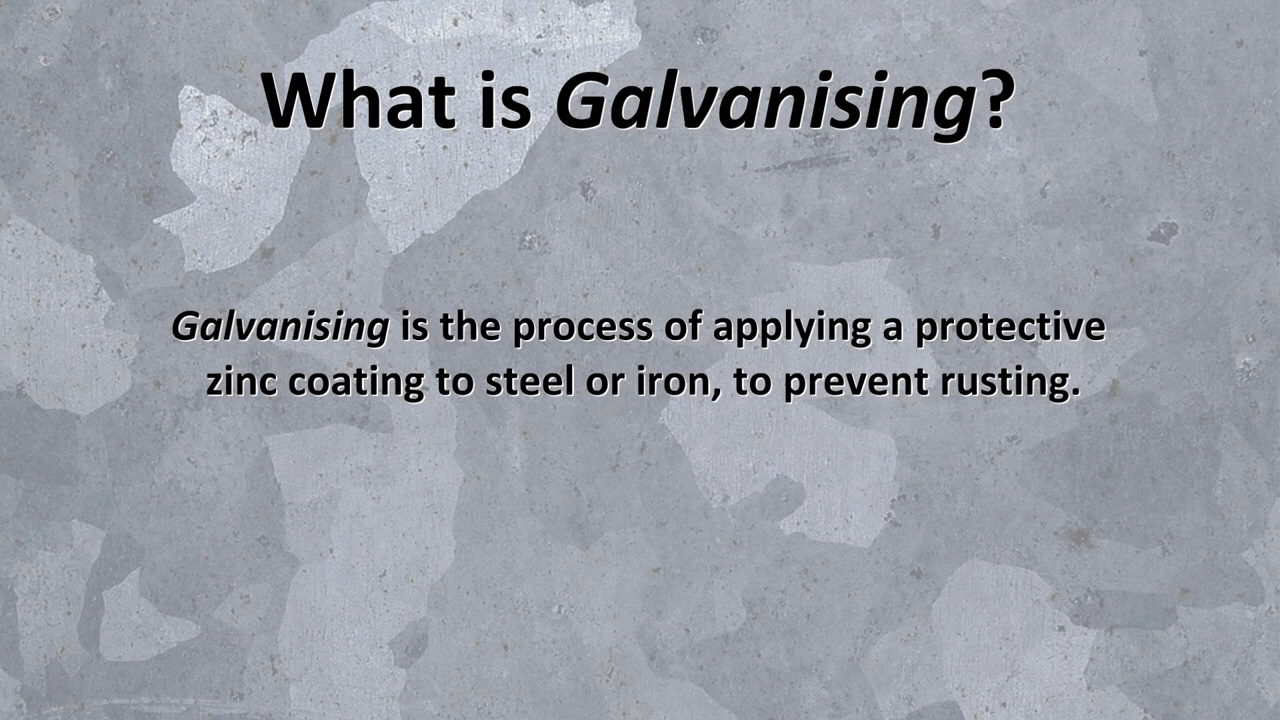 What is Galvanising?
Galvanising is the process of applying a protective
zinc coating to steel or iron, to prevent rusting.